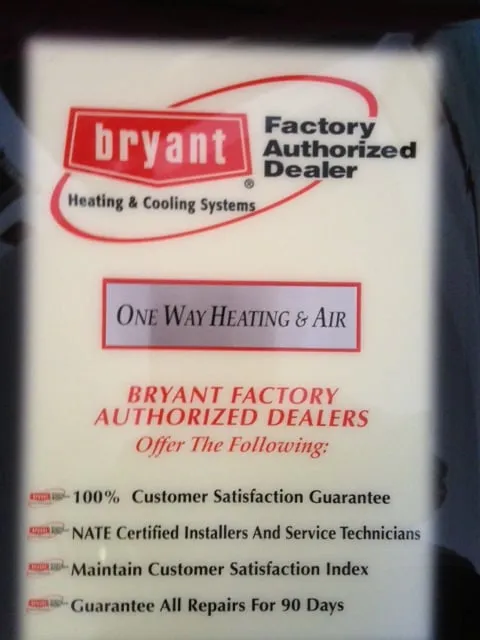 bryant
®
Factory
Authorized
Dealer
Heating & Cooling Systems
ONE WAY HEATING & AIR
BRYANT FACTORY
AUTHORIZED DEALERS
Offer The Following:
100% Customer Satisfaction Guarantee
NATE Certified Installers And Service Technicians
Maintain Customer Satisfaction Index
Guarantee All Repairs For 90 Days